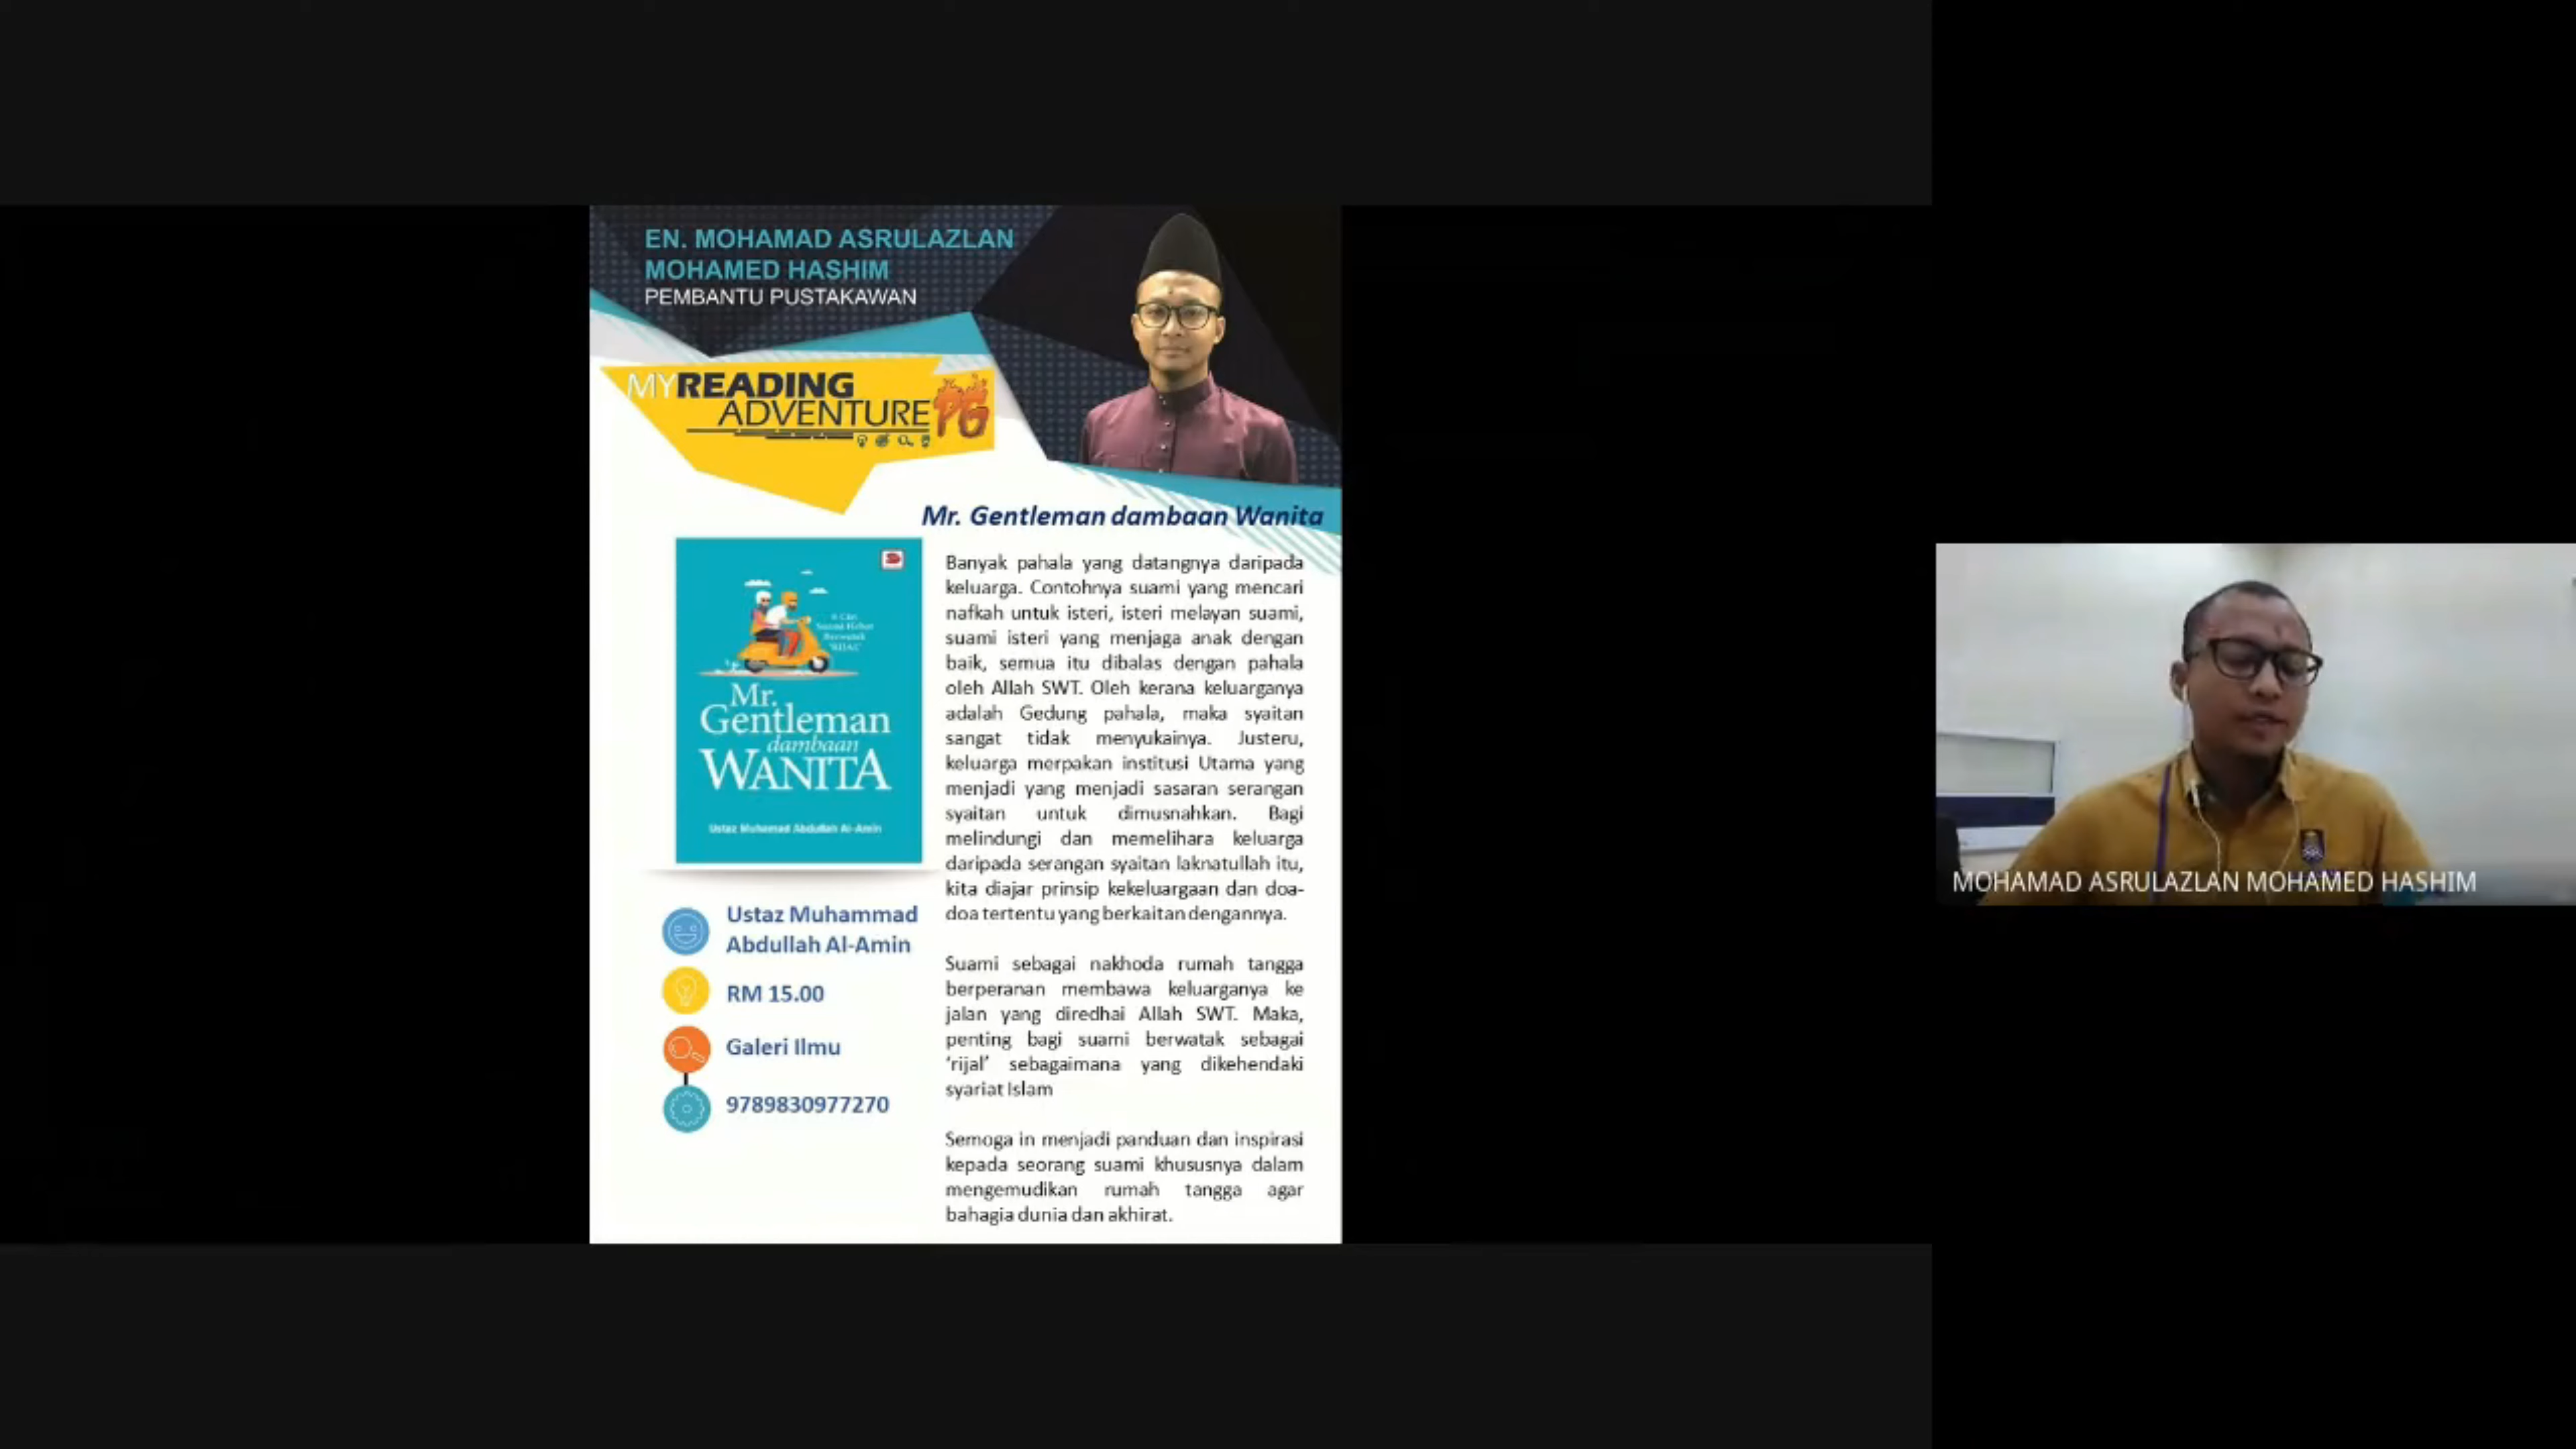 EN. MOHAMAD ASRULAZLAN
MOHAMED HASHIM
PEMBANTU PUSTAKAWAN
MYREADING
ADVENTURE PG
Mr. Gentleman dambaan Wanita
Mr.
Gentleman
dambaan
WANITA
Ustaz Muhamad Abdullah Al-Amin
Ustaz Muhammad
Abdullah Al-Amin
RM 15.00
Galeri Ilmu
9789830977270
Banyak pahala yang datangnya daripada
keluarga. Contohnya suami yang mencari
nafkah untuk isteri, isteri melayan suami,
suami isteri yang menjaga anak dengan
baik, semua itu dibalas dengan pahala
oleh Allah SWT. Oleh kerana keluarganya
adalah Gedung pahala, maka syaitan
sangat tidak menyukainya. Justeru,
keluarga merpakan institusi Utama yang
menjadi yang menjadi sasaran serangan
syaitan untuk dimusnahkan. Bagi
melindungi dan memelihara keluarga
daripada serangan syaitan laknatullah itu,
kita diajar prinsip kekeluargaan dan doa-
doa tertentu yang berkaitan dengannya.
Suami sebagai nakhoda rumah tangga
berperanan membawa keluarganya ke
jalan yang diredhai Allah SWT. Maka,
penting bagi suami berwatak sebagai
‘rijal’ sebagaimana yang dikehendaki
syariat Islam
Semoga in menjadi panduan dan inspirasi
kepada seorang suami khususnya dalam
mengemudikan rumah tangga agar
bahagia dunia dan akhirat.
MOHAMAD ASRULAZLAN MOHAMED HASHIM